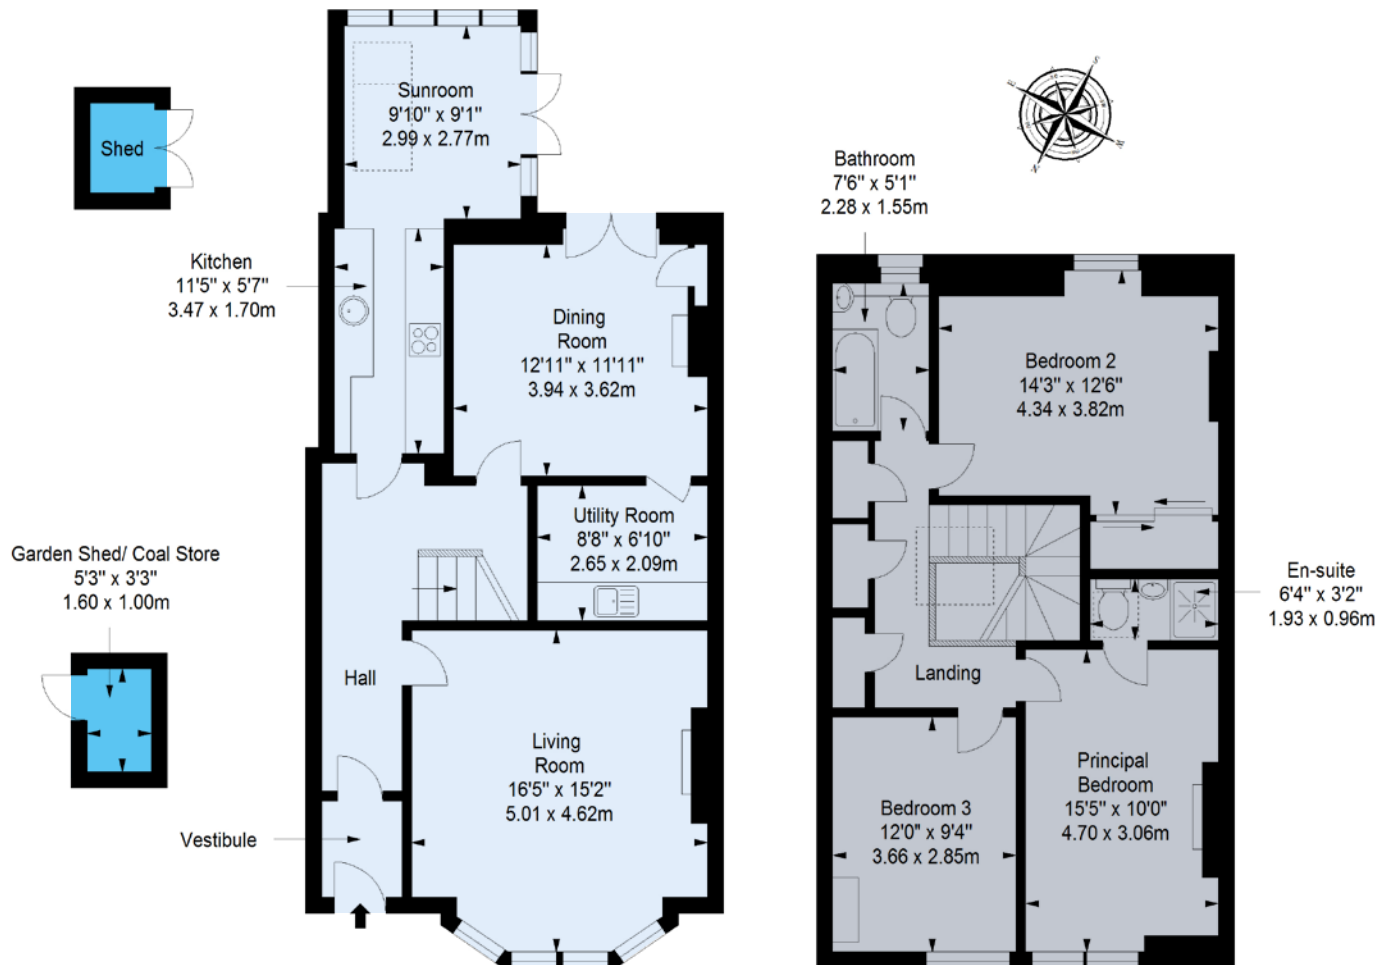 Sunroom
9'10" x 9'1"
2.99 x 2.77m
Shed
S
E
W
N
Bathroom
7'6" x 5'1"
2.28 x 1.55m
Kitchen
11'5" x 5'7"
3.47 x 1.70m
Dining
Room
12'11" x 11'11"
3.94 x 3.62m
Bedroom 2
14'3" x 12'6"
4.34 x 3.82m
Utility Room
8'8" x 6'10"
2.65 x 2.09m
Garden Shed/ Coal Store
5'3" x 3'3"
1.60 x 1.00m
En-suite
6'4" x 3'2"
1.93 x 0.96m
Hall
Landing
Living
Room
16'5" x 15'2"
5.01 x 4.62m
Principal
Bedroom
15'5" x 10'0"
4.70 x 3.06m
Bedroom 3
12'0" x 9'4"
3.66 x 2.85m
Vestibule